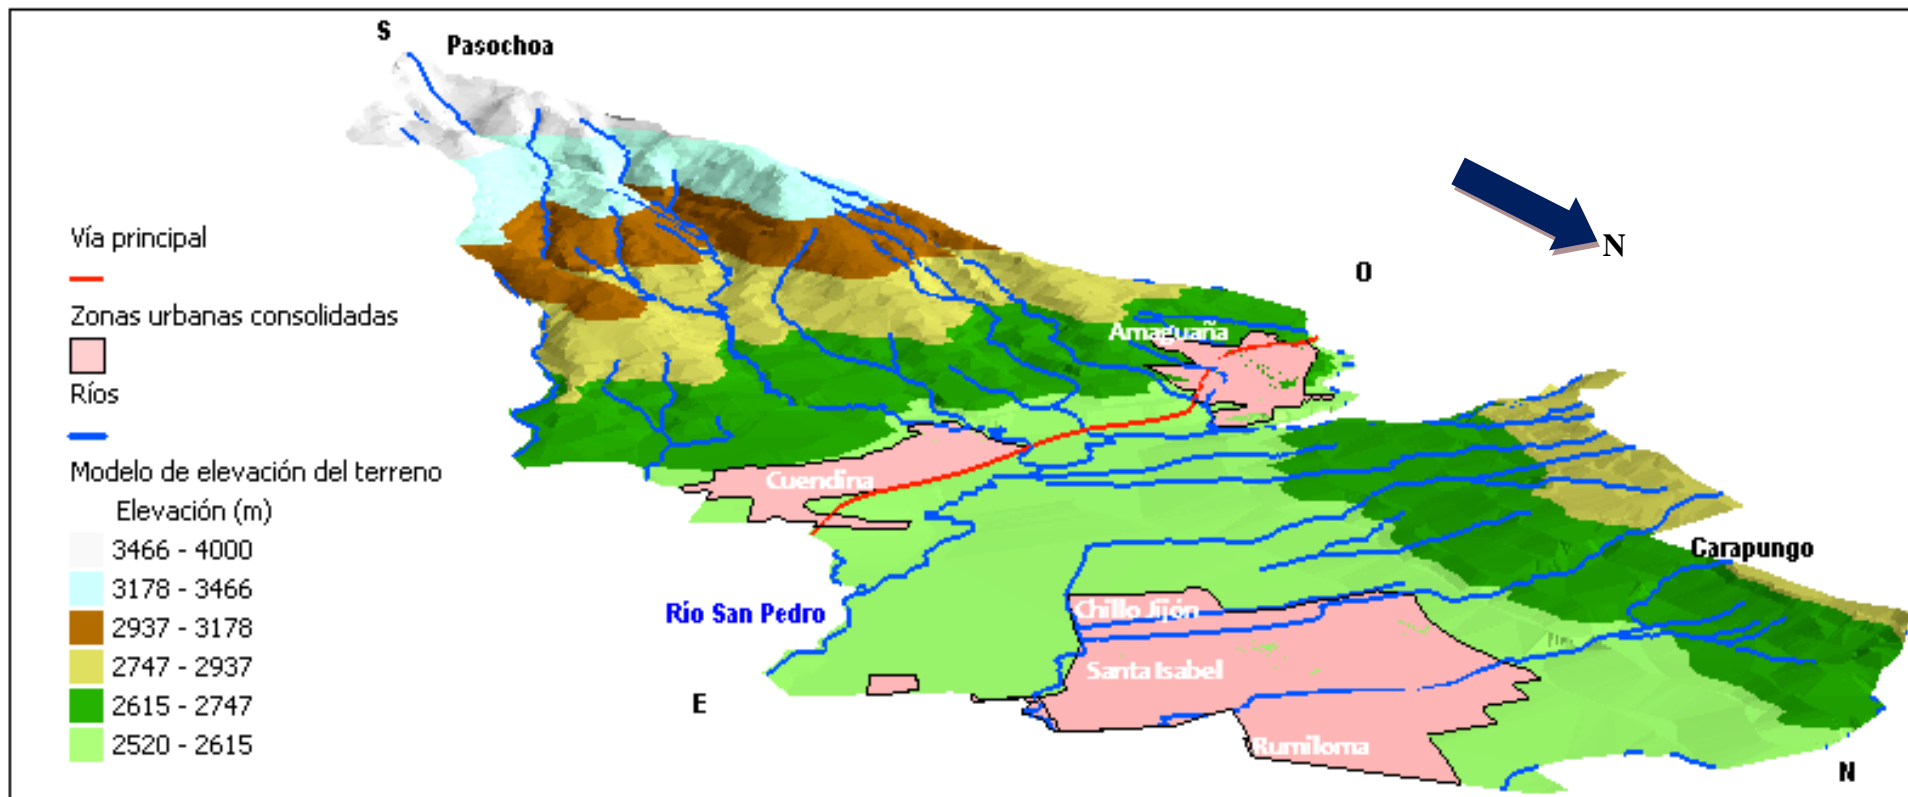 S
Pasochoa
Vía principal
N
O
Zonas urbanas consolidadas
Amaguaña
Ríos
Modelo de elevación del terreno
Cuendina
Elevación (m)
3466 - 4000
Carapungo
3178 - 3466
Chillo Jijón
Río San Pedro
2937 - 3178
2747 - 2937
Santa Isabel
2615 - 2747
E
2520 - 2615
Rumiloma
N